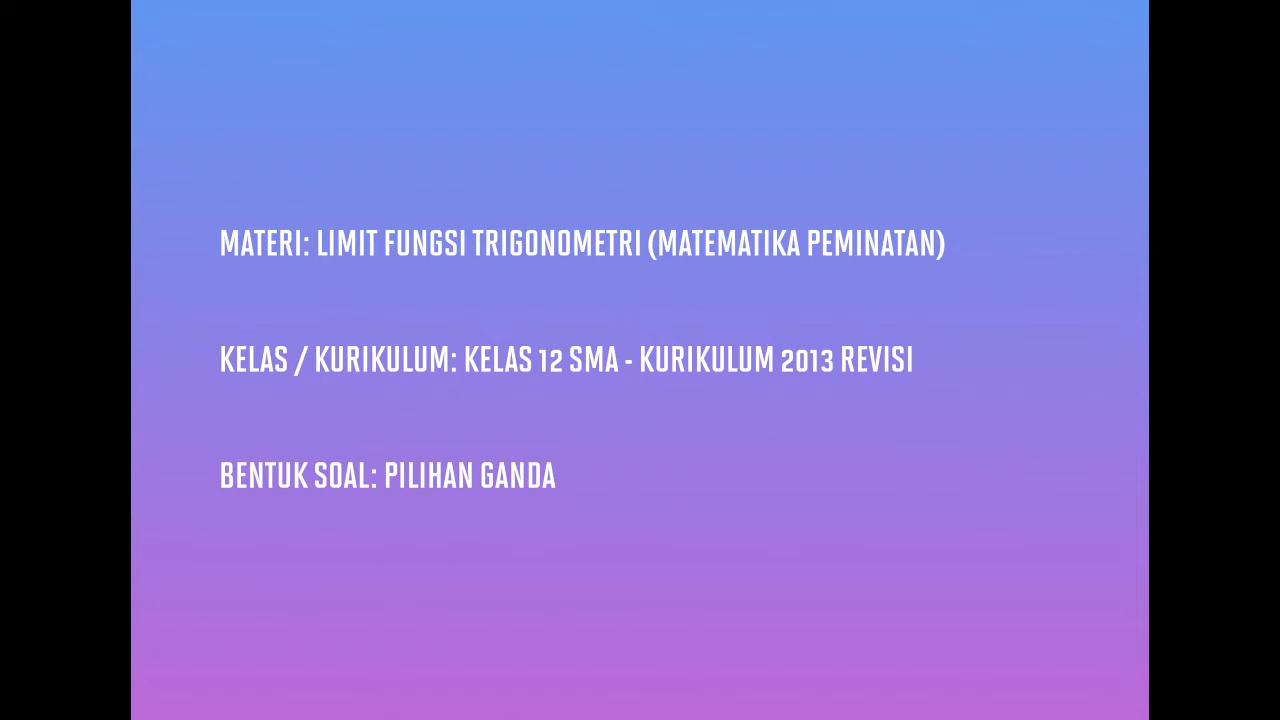 MATERI: LIMIT FUNGSI TRIGONOMETRI (MATEMATIKA PEMINATAN)
KELAS / KURIKULUM: KELAS 12 SMA - KURIKULUM 2013 REVISI
BENTUK SOAL: PILIHAN GANDA